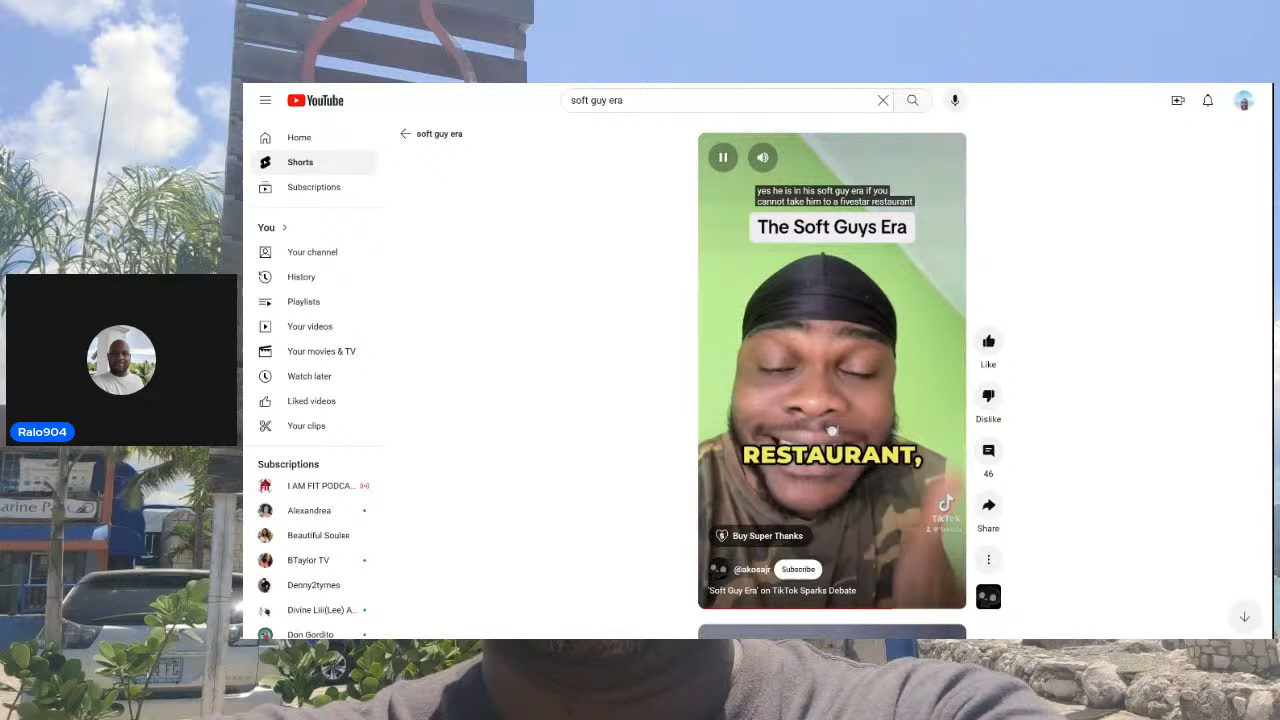 YouTube
soft guy era
soft guy era
Home
Shorts
Subscriptions
You
Your channel
History
Playlists
Your videos
Your movies & TV
Watch later
Liked videos
Your clips
Subscriptions
I AM FIT PODCA...
Alexandrea
Beautiful Soulee
BTaylor TV
Denny2tymes
Divine Liii(Lee) A...
Don Gordito
yes he is in his soft guy era if you
cannot take him to a fivestar restaurant
The Soft Guys Era
RESTAURANT,
TikTok
Buy Super Thanks
@akosajr
Subscribe
'Soft Guy Era' on TikTok Sparks Debate
Like
Dislike
46
Share
Ralo904
arine Pa